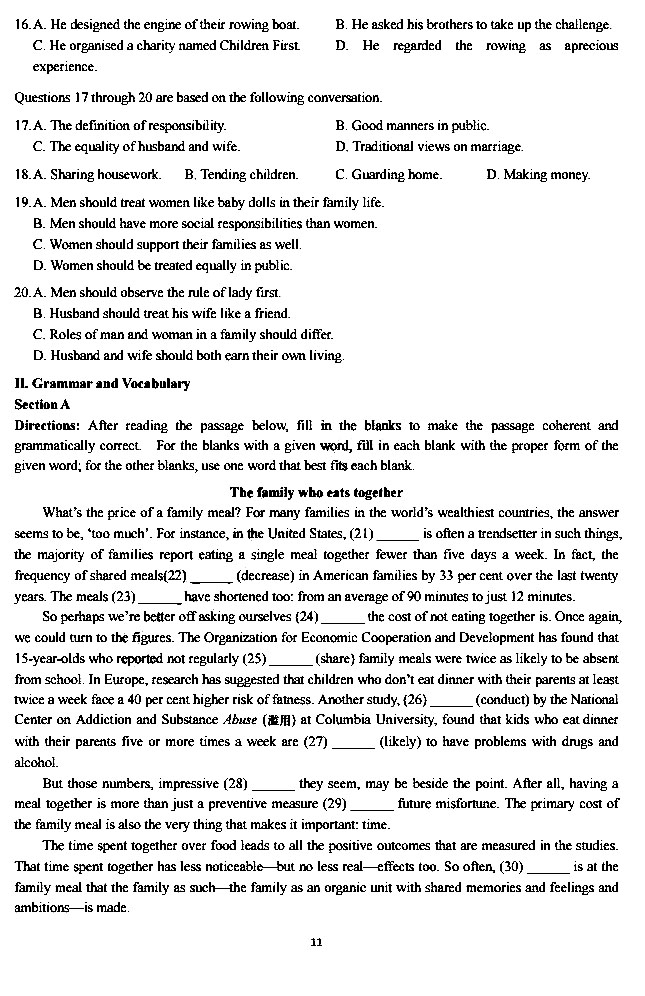 16. A. He designed the engine of their rowing boat. B. He asked his brothers to take up the challenge.
C. He organised a charity named Children First. D. He regarded the rowing as aprecious
experience.
Questions 17 through 20 are based on the following conversation.
17. A. The definition of responsibility. B. Good manners in public.
C. The equality of husband and wife. D. Traditional views on marriage.
18. A. Sharing housework. B. Tending children. C. Guarding home. D. Making money.
19. A. Men should treat women like baby dolls in their family life.
B. Men should have more social responsibilities than women.
C. Women should support their families as well.
D. Women should be treated equally in public.
20. A. Men should observe the rule of lady first.
B. Husband should treat his wife like a friend.
C. Roles of man and woman in a family should differ.
D. Husband and wife should both earn their own living.
II. Grammar and Vocabulary
Section A
Directions: After reading the passage below, fill in the blanks to make the passage coherent and
grammatically correct. For the blanks with a given word, fill in each blank with the proper form of the
given word; for the other blanks, use one word that best fits each blank.
The family who eats together
What's the price of a family meal? For many families in the world's wealthiest countries, the answer
seems to be, 'too much'. For instance, in the United States, (21) ______ is often a trendsetter in such things,
the majority of families report eating a single meal together fewer than five days a week. In fact, the
frequency of shared meals(22) ______ (decrease) in American families by 33 per cent over the last twenty
years. The meals (23) ______ have shortened too: from an average of 90 minutes to just 12 minutes.
So perhaps we're better off asking ourselves (24) ______ the cost of not eating together is. Once again,
we could turn to the figures. The Organization for Economic Cooperation and Development has found that
15-year-olds who reported not regularly (25) ______ (share) family meals were twice as likely to be absent
from school. In Europe, research has suggested that children who don't eat dinner with their parents at least
twice a week face a 40 per cent higher risk of fatness. Another study, (26) ______ (conduct) by the National
Center on Addiction and Substance Abuse (滥用) at Columbia University, found that kids who eat dinner
with their parents five or more times a week are (27) ______ (likely) to have problems with drugs and
alcohol.
But those numbers, impressive (28) ______ they seem, may be beside the point. After all, having a
meal together is more than just a preventive measure (29) ______ future misfortune. The primary cost of
the family meal is also the very thing that makes it important: time.
The time spent together over food leads to all the positive outcomes that are measured in the studies.
That time spent together has less noticeable—but no less real—effects too. So often, (30) ______ is at the
family meal that the family as such—the family as an organic unit with shared memories and feelings and
ambitions—is made.
11